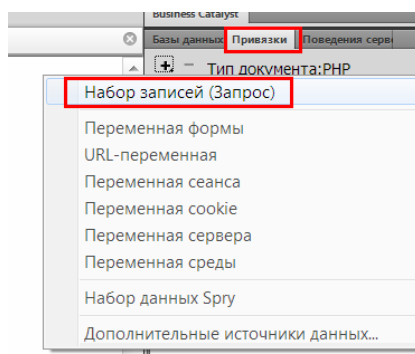 Business Catalyst
Базы данных Привязки Поведения серв
Тип документа:PHP
Набор записей (Запрос)
Переменная формы
URL-переменная
Переменная сеанса
Переменная cookie
Переменная сервера
Переменная среды
Набор данных Spry
Дополнительные источники данных...